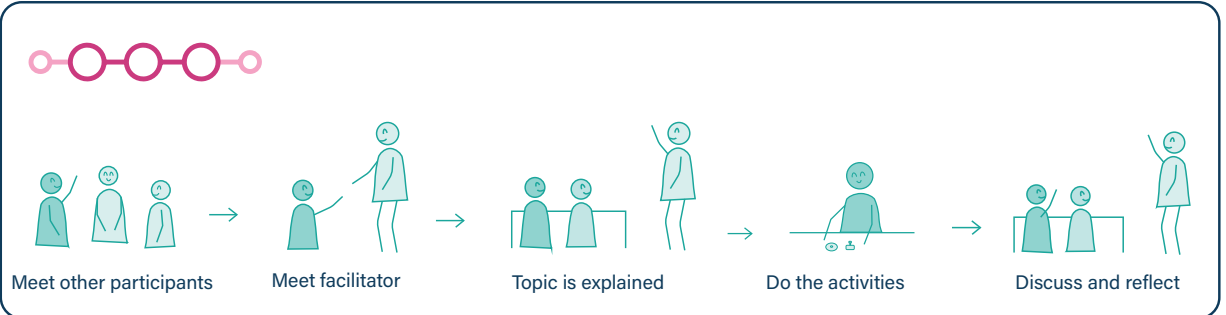 Meet other participants
Meet facilitator
Topic is explained
Do the activities
Discuss and reflect